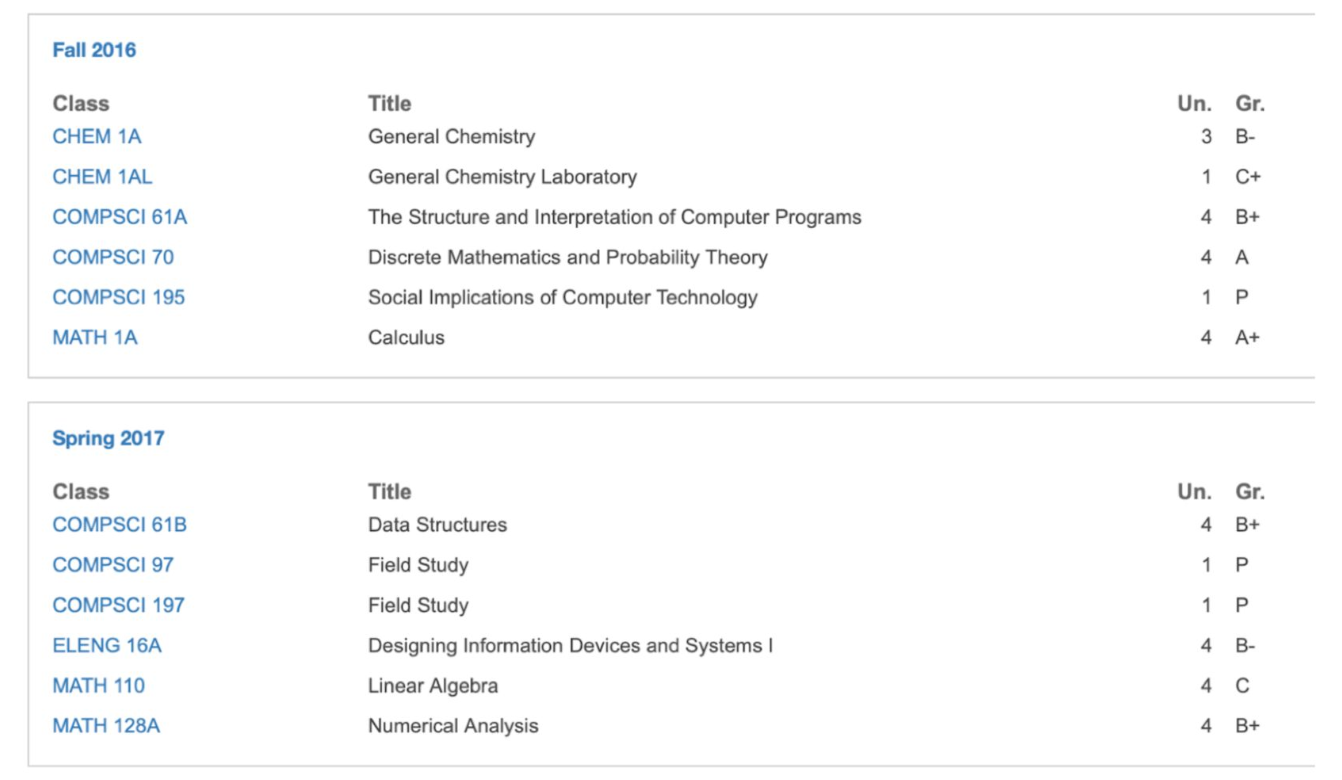 Fall 2016
Class Title Un. Gr.
CHEM 1A General Chemistry 3 B-
CHEM 1AL General Chemistry Laboratory 1 C+
COMPSCI 61A The Structure and Interpretation of Computer Programs 4 B+
COMPSCI 70 Discrete Mathematics and Probability Theory 4 A
COMPSCI 195 Social Implications of Computer Technology 1 P
MATH 1A Calculus 4 A+
Spring 2017
Class Title Un. Gr.
COMPSCI 61B Data Structures 4 B+
COMPSCI 97 Field Study 1 P
COMPSCI 197 Field Study 1 P
ELENG 16A Designing Information Devices and Systems I 4 B-
MATH 110 Linear Algebra 4 C
MATH 128A Numerical Analysis 4 B+